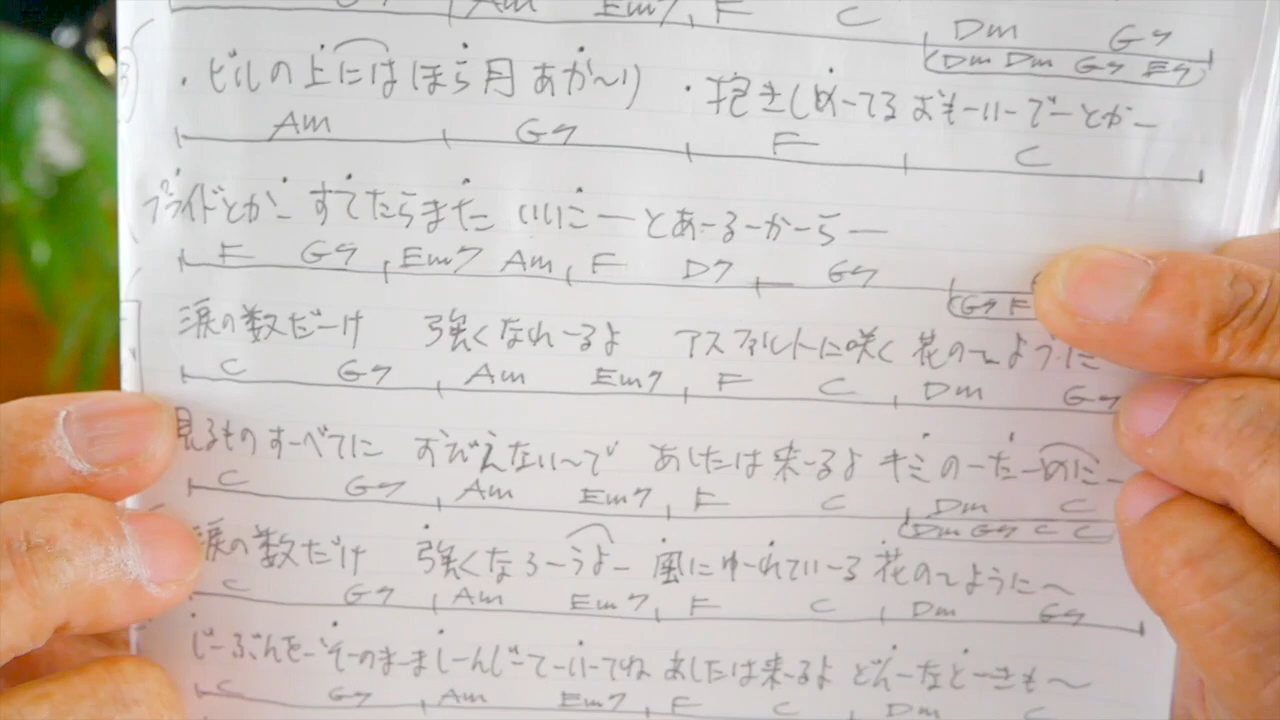 Am Em7 F C Dm G7
Dm Dm G7 E7
・ビルの上にはほら月あか〜り ・抱きしめーてるおもーいーでーとかー
Am G7 F C
プライドとか すてたらまた いいこーとあーるーかーらー
F G7 Em7 Am F D7 G7
G7 F
涙の数だーけ 強くなれーるよ アスファルトに咲く 花のーように
C G7 Am Em7 F C Dm G7
見るものすーべてに おびえない〜で あしたは来ーるよ キミのーたーめにー
C G7 Am Em7 F C Dm C
Dm G7 C C
涙の数だけ 強くなろーうよー 風にゆーれているーる 花のーように〜
C G7 Am Em7 F C Dm G7
じーぶんをーそーのまーましーんじーてーいーてね あしたは来ーるよ どんーなとーきも〜
C G7 Am Em7 F C Dm C